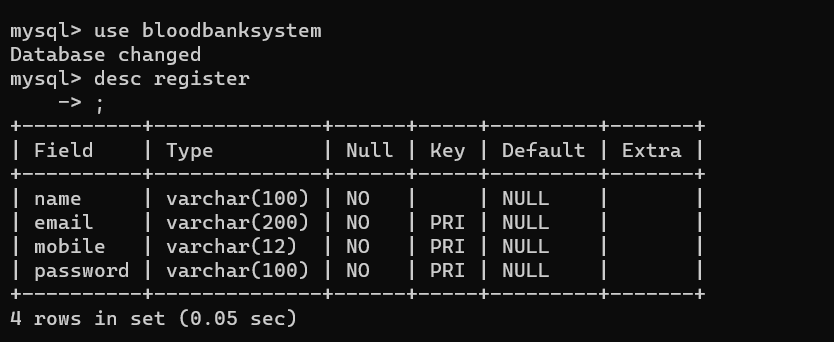 mysql> use bloodbanksystem
Database changed
mysql> desc register
    -> ;
+----------+--------------+------+-----+---------+-------+
| Field    | Type         | Null | Key | Default | Extra |
+----------+--------------+------+-----+---------+-------+
| name     | varchar(100) | NO   |     | NULL    |       |
| email    | varchar(200) | NO   | PRI | NULL    |       |
| mobile   | varchar(12)  | NO   | PRI | NULL    |       |
| password | varchar(100) | NO   | PRI | NULL    |       |
+----------+--------------+------+-----+---------+-------+
4 rows in set (0.05 sec)